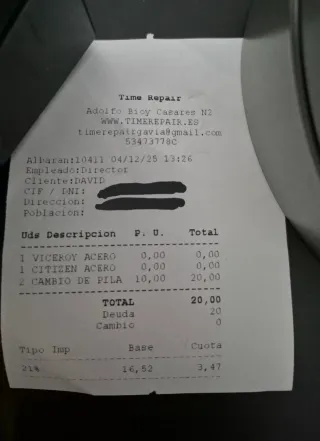 Time Repair
Adolfo Bioy Casares N2
WWW.TIMEREPAIR.ES
timerepairgavia@gmail.com
53473778C
Albaran:10411 04/12/25 13:26
Empleado:Director
Cliente:DAVID
CIF / DNI:
Direccion:
Poblacion:
Uds Descripcion P. U. Total
1 VICEROY ACERO 0,00 0,00
1 CITIZEN ACERO 0,00 0,00
2 CAMBIO DE PILA 10,00 20,00
TOTAL 20,00
Deuda 20
Cambio 0
Tipo Imp Base Cuota
21% 16,52 3,47